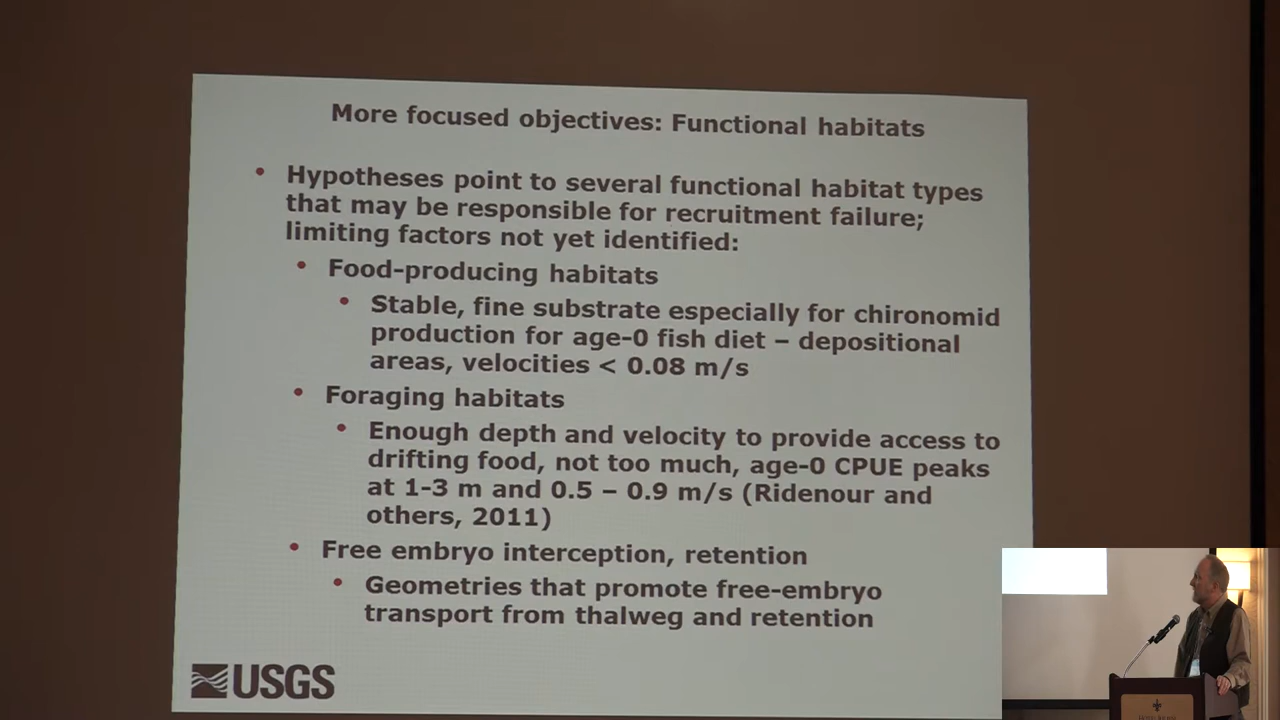 More focused objectives: Functional habitats
• Hypotheses point to several functional habitat types
that may be responsible for recruitment failure;
limiting factors not yet identified:
• Food-producing habitats
• Stable, fine substrate especially for chironomid
production for age-0 fish diet – depositional
areas, velocities < 0.08 m/s
• Foraging habitats
• Enough depth and velocity to provide access to
drifting food, not too much, age-0 CPUE peaks
at 1-3 m and 0.5 – 0.9 m/s (Ridenour and
others, 2011)
• Free embryo interception, retention
• Geometries that promote free-embryo
transport from thalweg and retention
USGS